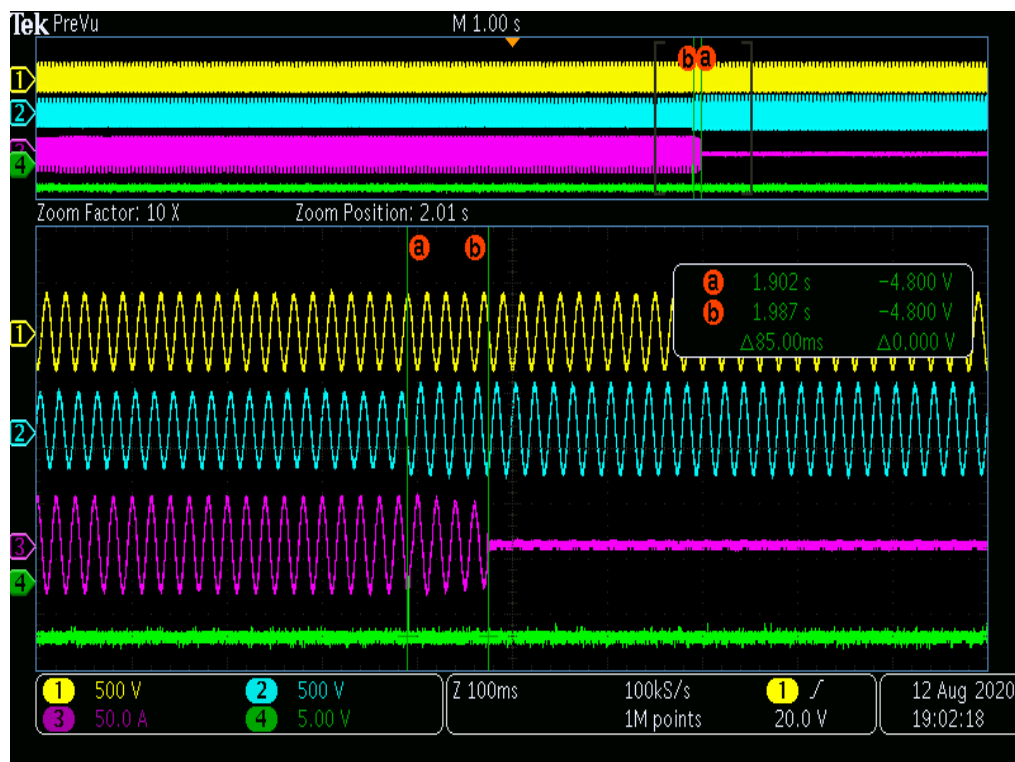 Tek PreVu M 1.00 s
b a
1
2
3
4
Zoom Factor: 10 X Zoom Position: 2.01 s
a b
a 1.902 s −4.800 V
b 1.987 s −4.800 V
△85.00ms △0.000 V
1
2
3
4
1 500 V 2 500 V Z 100ms 100kS/s 1 12 Aug 2020
3 50.0 A 4 5.00 V 1M points 20.0 V 19:02:18